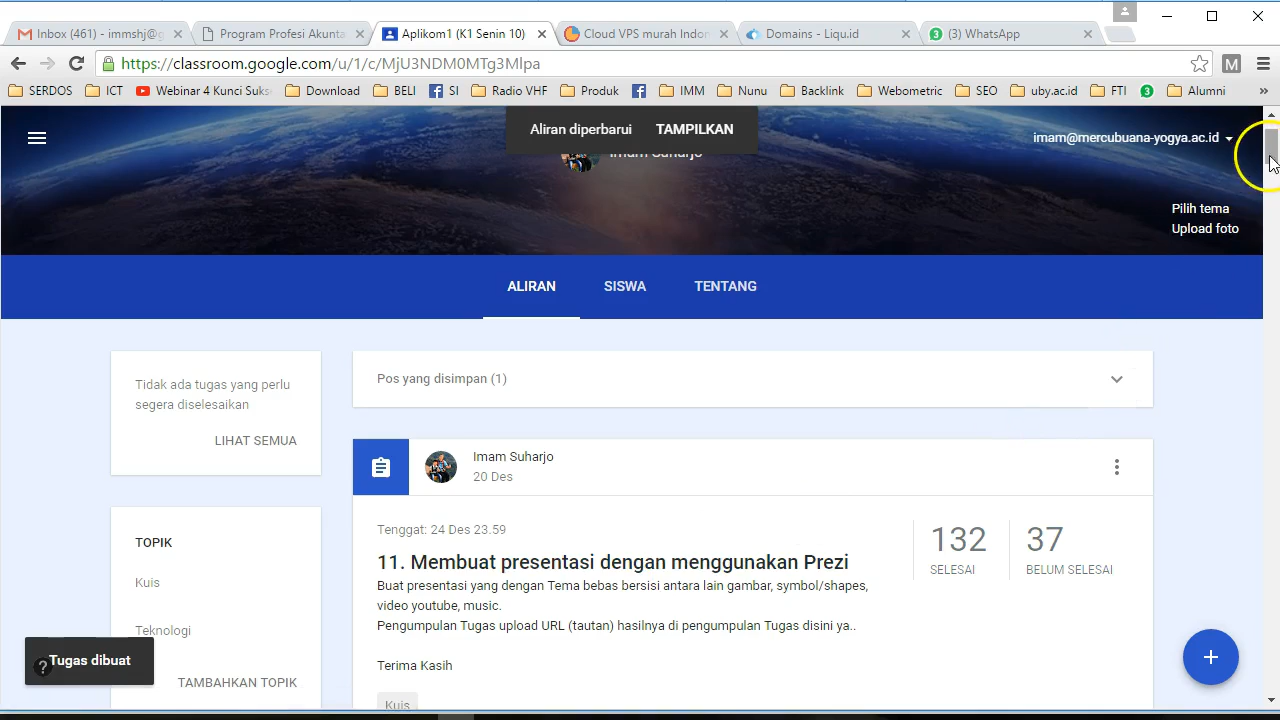 Inbox (461) - immshj@g
Program Profesi Akunta
Aplikom1 (K1 Senin 10)
Cloud VPS murah Indon
Domains - Liquid
(3) WhatsApp
https://classroom.google.com/u/1/c/MjU3NDM0MTg3Mlpa
SERDOS
ICT
Webinar 4 Kunci Suks
Download
BELI
SI
Radio VHF
Produk
IMM
Nunu
Backlink
Webometric
SEO
uby.ac.id
FTI
Alumni
Aliran diperbarui TAMPILKAN
imam@mercubuana-yogya.ac.id
Imam Suharjo
Pilih tema
Upload foto
ALIRAN SISWA TENTANG
Tidak ada tugas yang perlu
segera diselesaikan
LIHAT SEMUA
Pos yang disimpan (1)
Imam Suharjo
20 Des
Tenggat: 24 Des 23.59
11. Membuat presentasi dengan menggunakan Prezi
Buat presentasi yang dengan Tema bebas bersisi antara lain gambar, symbol/shapes,
video youtube, music.
Pengumpulan Tugas upload URL (tautan) hasilnya di pengumpulan Tugas disini ya..
Terima Kasih
Kuis
132
SELESAI
37
BELUM SELESAI
TOPIK
Kuis
Teknologi
TAMBAHKAN TOPIK
Tugas dibuat